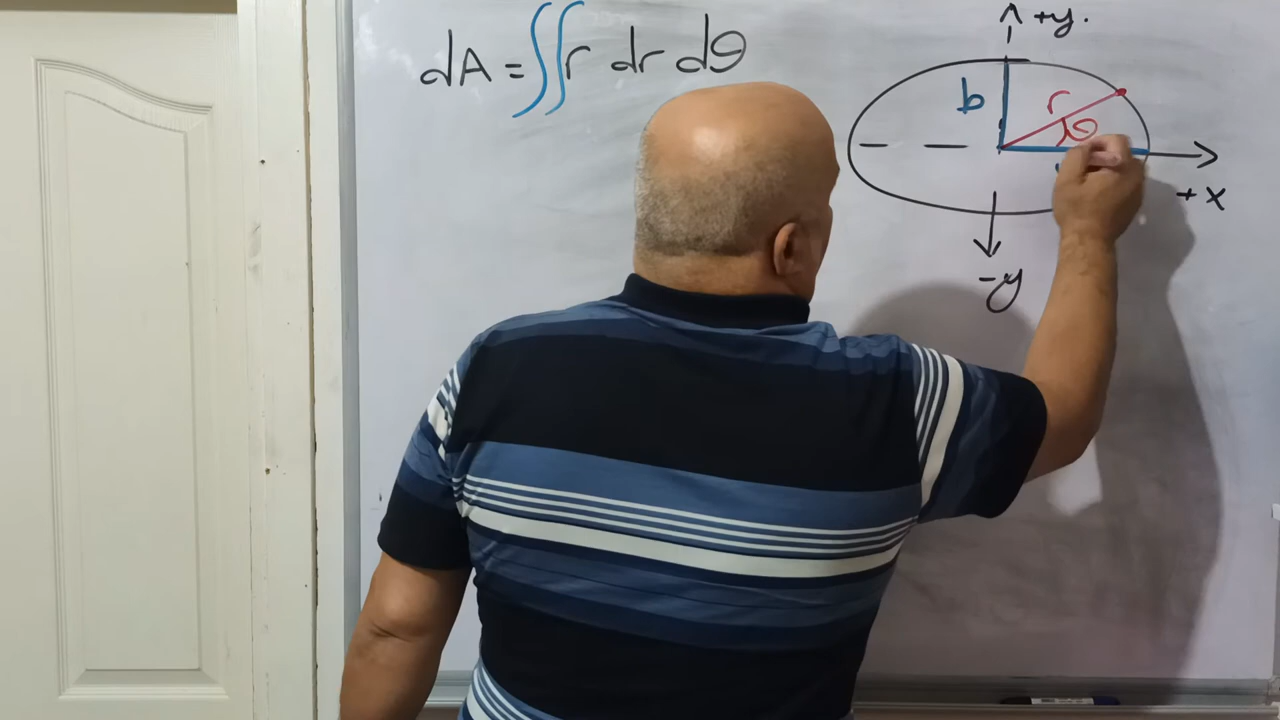 dA = ∬ r dr dθ
+y.
b
r
θ
+x
-y